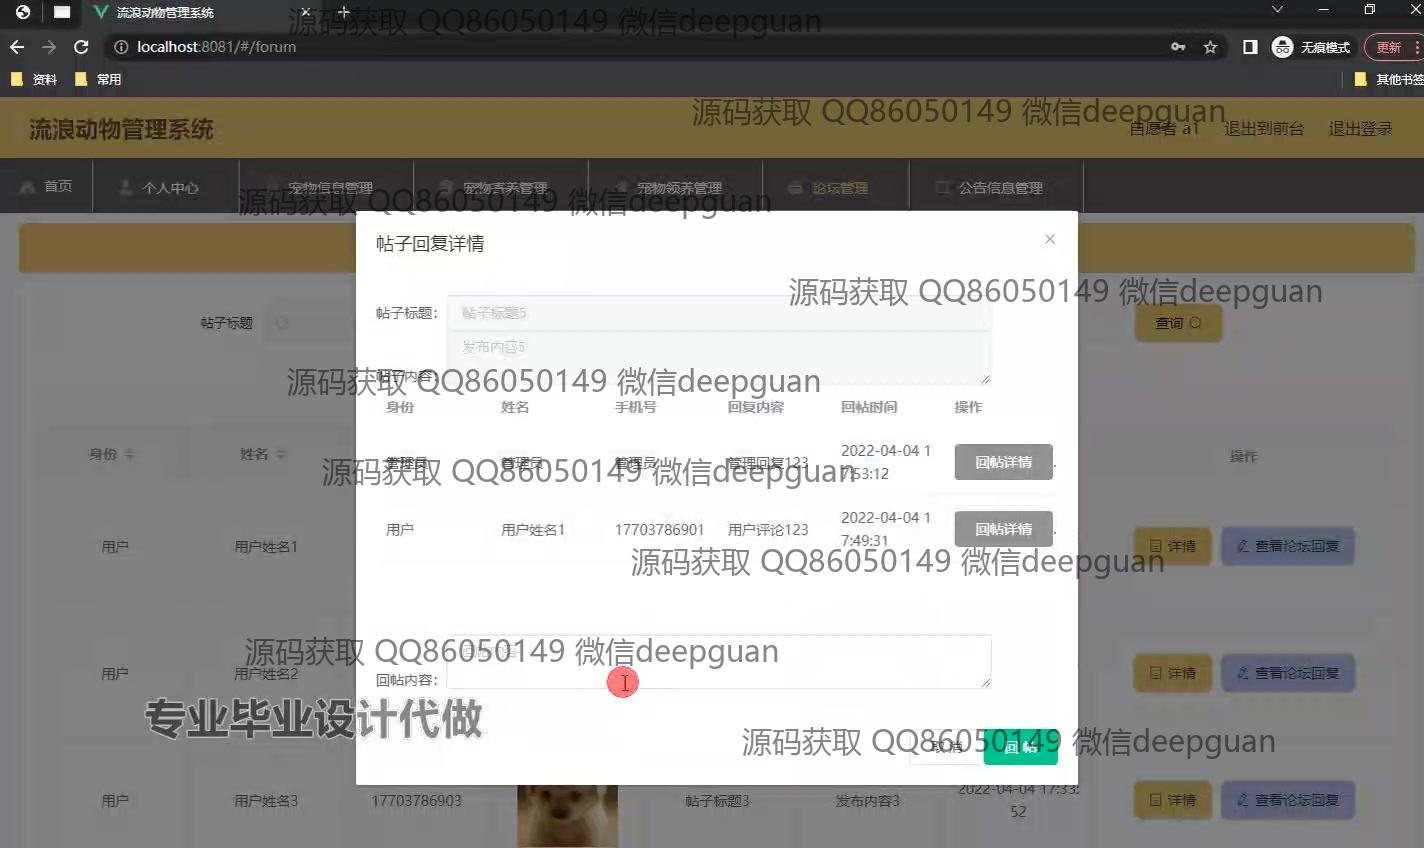 流浪动物管理系统
localhost:8081/#/forum
无痕模式
更新
资料
常用
其他书签
源码获取 QQ86050149 微信deepguan
流浪动物管理系统
源码获取 QQ86050149 微信deepguan
自愿者 a1
退出到前台
退出登录
首页
个人中心
宠物信息管理
宠物寄养管理
宠物领养管理
论坛管理
公告信息管理
源码获取 QQ86050149 微信deepguan
帖子回复详情
源码获取 QQ86050149 微信deepguan
帖子标题
查询
帖子标题：
帖子标题5
发布内容5
帖子内容：
源码获取 QQ86050149 微信deepguan
身份
姓名
手机号
回复内容
回帖时间
操作
身份
姓名
操作
管理员
管理员
管理员
管理回复123
2022-04-04 1
7:53:12
回帖详情
源码获取 QQ86050149 微信deepguan
用户
用户姓名1
17703786901
用户评论123
2022-04-04 1
7:49:31
回帖详情
用户
用户姓名1
详情
查看论坛回复
源码获取 QQ86050149 微信deepguan
源码获取 QQ86050149 微信deepguan
回帖内容：
用户
用户姓名2
详情
查看论坛回复
专业毕业设计代做
源码获取 QQ86050149 微信deepguan
取消
回帖
用户
用户姓名3
17703786903
帖子标题3
发布内容3
2022-04-04 17:33:
52
详情
查看论坛回复